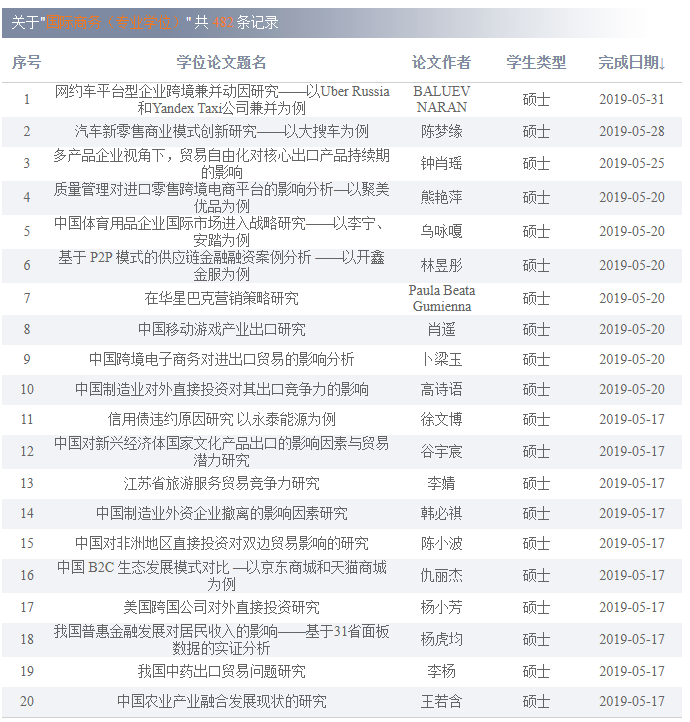 关于"国际商务（专业学位）" 共 482 条记录
序号 学位论文题名 论文作者 学生类型 完成日期↓
1 网约车平台型企业跨境兼并动因研究——以Uber Russia BALUEV 硕士 2019-05-31
和Yandex Taxi公司兼并为例 NARAN
2 汽车新零售商业模式创新研究——以大搜车为例 陈梦缘 硕士 2019-05-28
3 多产品企业视角下，贸易自由化对核心出口产品持续期 钟肖瑶 硕士 2019-05-25
的影响
4 质量管理对进口零售跨境电商平台的影响分析—以聚美 熊艳萍 硕士 2019-05-20
优品为例
5 中国体育用品企业国际市场进入战略研究——以李宁、 乌咏嘎 硕士 2019-05-20
安踏为例
6 基于 P2P 模式的供应链金融融资案例分析 ——以开鑫 林昱彤 硕士 2019-05-20
金服为例
7 在华星巴克营销策略研究 Paula Beata 硕士 2019-05-20
Gumienna
8 中国移动游戏产业出口研究 肖遥 硕士 2019-05-20
9 中国跨境电子商务对进出口贸易的影响分析 卜梁玉 硕士 2019-05-20
10 中国制造业对外直接投资对其出口竞争力的影响 高诗语 硕士 2019-05-20
11 信用债违约原因研究 以永泰能源为例 徐文博 硕士 2019-05-17
12 中国对新兴经济体国家文化产品出口的影响因素与贸易 谷宇宸 硕士 2019-05-17
潜力研究
13 江苏省旅游服务贸易竞争力研究 李婧 硕士 2019-05-17
14 中国制造业外资企业撤离的影响因素研究 韩必祺 硕士 2019-05-17
15 中国对非洲地区直接投资对双边贸易影响的研究 陈小波 硕士 2019-05-17
16 中国 B2C 生态发展模式对比 —以京东商城和天猫商城 仇丽杰 硕士 2019-05-17
为例
17 美国跨国公司对外直接投资研究 杨小芳 硕士 2019-05-17
18 我国普惠金融发展对居民收入的影响——基于31省面板 杨虎均 硕士 2019-05-17
数据的实证分析
19 我国中药出口贸易问题研究 李杨 硕士 2019-05-17
20 中国农业产业融合发展现状的研究 王若含 硕士 2019-05-17